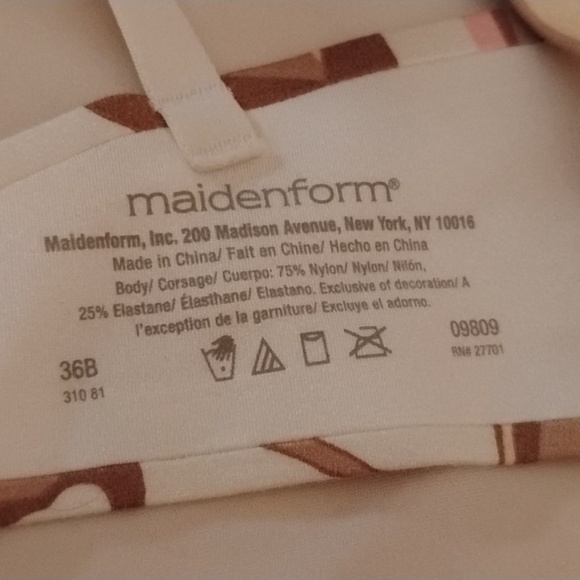 maidenform®
Maidenform, Inc. 200 Madison Avenue, New York, NY 10016
Made in China/ Fait en Chine/ Hecho en China
Body/ Corsage/ Cuerpo: 75% Nylon/ Nylon/ Nilón,
25% Elastane/ Élasthane/ Elastano. Exclusive of decoration/ A
l'exception de la garniture/ Excluye el adorno.
36B
310 81
09809
RN# 27701